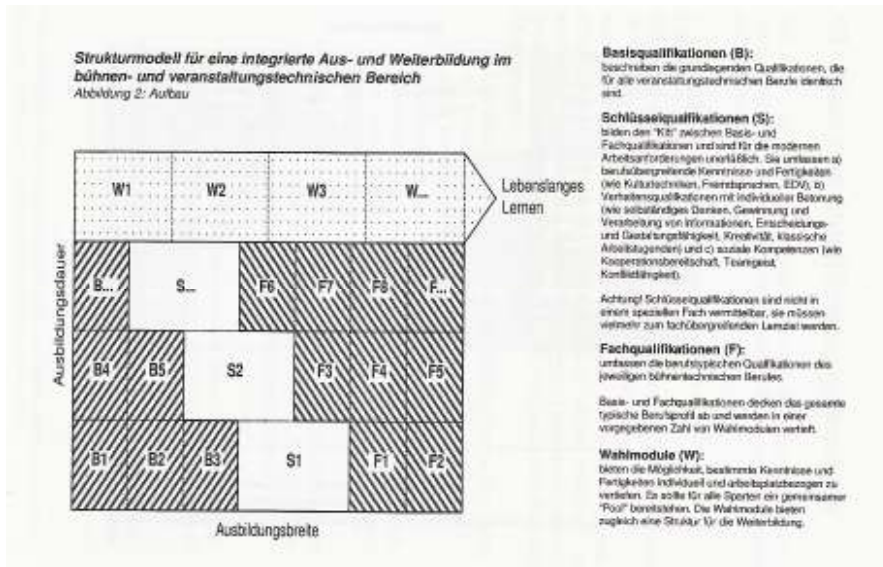 Strukturmodell für eine integrierte Aus- und Weiterbildung im
bühnen- und veranstaltungstechnischen Bereich
Abbildung 2: Aufbau
W1 W2 W3 W...
Lebenslanges
Lernen
B... S... F6 F7 F8 F...
B4 B5 S2 F3 F4 F5
B1 B2 B3 S1 F1 F2
Ausbildungsdauer
Ausbildungsbreite
Basisqualifikationen (B):
beschreiben die grundlegenden Qualifikationen, die
für alle veranstaltungstechnischen Berufe identisch
sind.
Schlüsselqualifikationen (S):
bilden den "Kitt" zwischen Basis- und
Fachqualifikationen und sind für die modernen
Arbeitsanforderungen unerläßlich. Sie umfassen a)
berufsübergreifende Kenntnisse und Fertigkeiten
(wie Kulturtechniken, Fremdsprachen, EDV), b)
Verhaltensqualifikationen mit individueller Betonung
(wie selbständiges Denken, Gewinnung und
Verarbeitung von Informationen, Entscheidungs-
und Gestaltungsfähigkeit, Kreativität, klassische
Arbeitstugenden) und c) soziale Kompetenzen (wie
Kooperationsbereitschaft, Teamgeist,
Konfliktfähigkeit).
Achtung! Schlüsselqualifikationen sind nicht in
einem speziellen Fach vermittelbar, sie müssen
vielmehr zum fachübergreifenden Lernziel werden.
Fachqualifikationen (F):
umfassen die berufstypischen Qualifikationen des
jeweiligen bühnentechnischen Berufes.
Basis- und Fachqualifikationen decken das gesamte
typische Berufsprofil ab und werden in einer
vorgegebenen Zahl von Wahlmodulen vertieft.
Wahlmodule (W):
bieten die Möglichkeit, bestimmte Kenntnisse und
Fertigkeiten individuell und arbeitsplatzbezogen zu
vertiefen. Es sollte für alle Sparten ein gemeinsamer
"Pool" bereitstehen. Die Wahlmodule bieten
zugleich eine Struktur für die Weiterbildung.